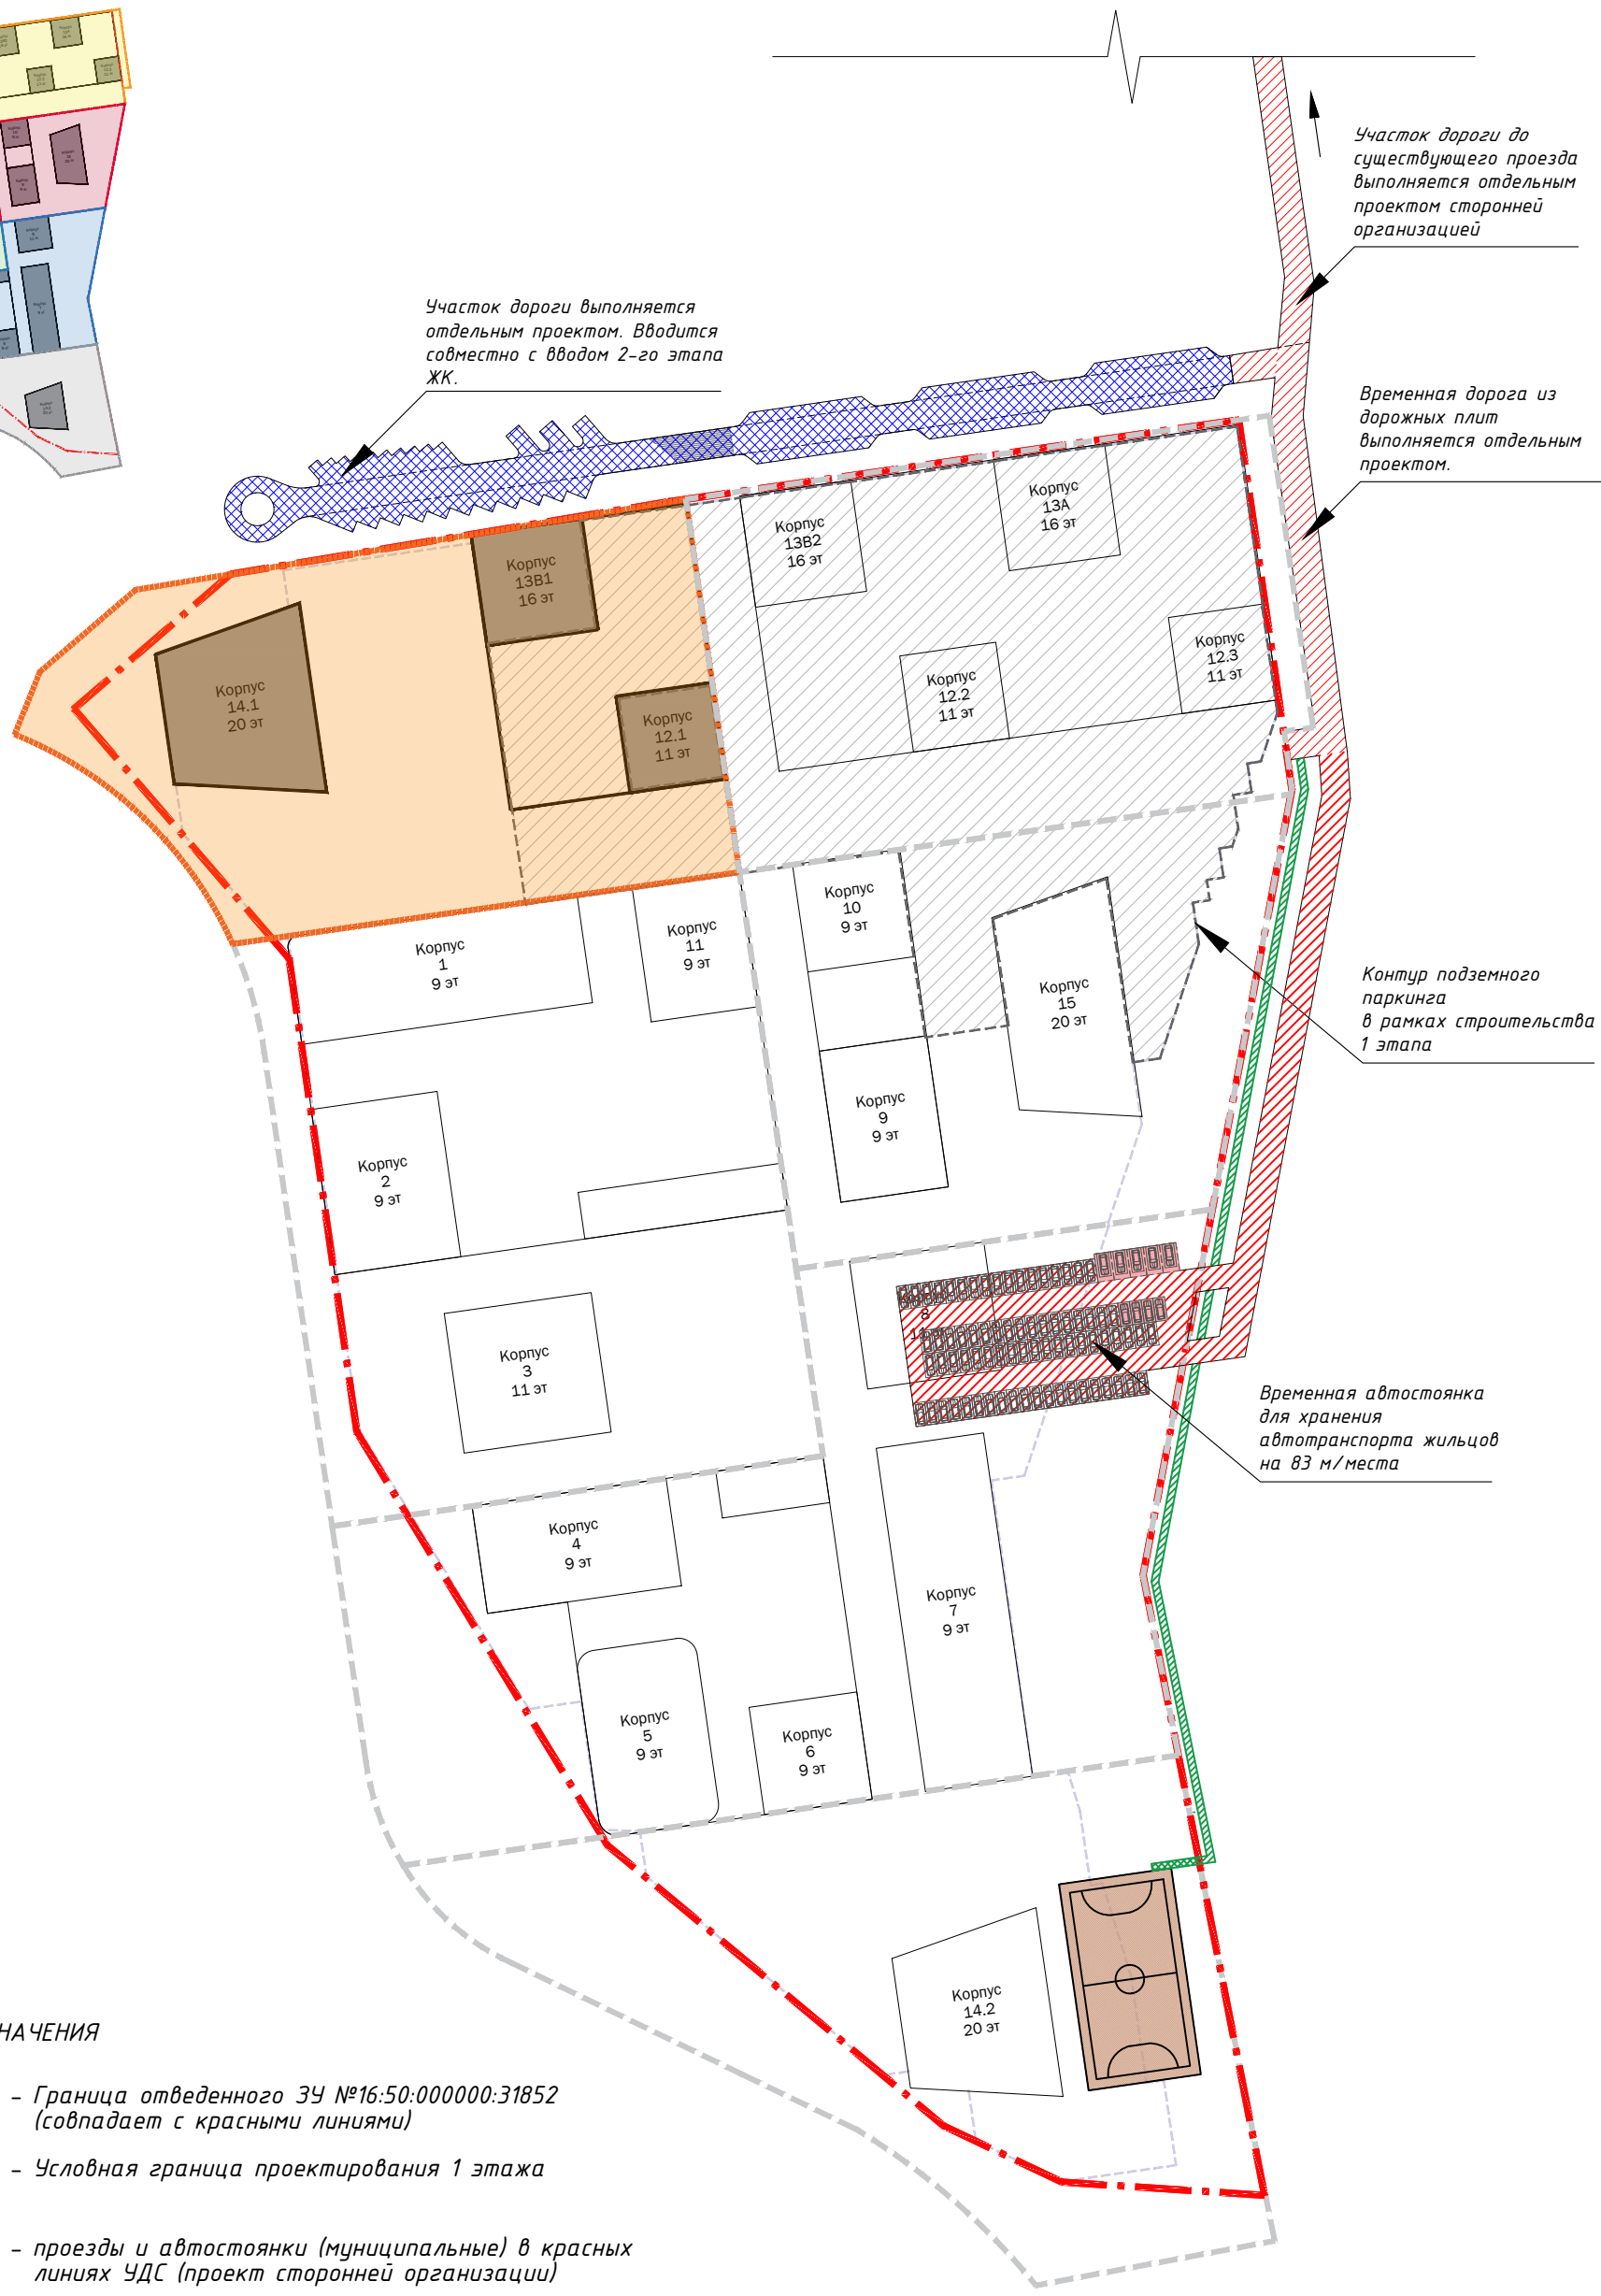 Участок дороги до
существующего проезда
выполняется отдельным
проектом сторонней
организацией
Участок дороги выполняется
отдельным проектом. Вводится
совместно с вводом 2-го этапа
ЖК.
Временная дорога из
дорожных плит
выполняется отдельным
проектом.
Корпус
13А
16 эт
Корпус
13В2
16 эт
Корпус
13В1
16 эт
Корпус
12.3
11 эт
Корпус
12.2
11 эт
Корпус
14.1
20 эт
Корпус
12.1
11 эт
Корпус
10
9 эт
Корпус
11
9 эт
Корпус
1
9 эт
Корпус
15
20 эт
Контур подземного
паркинга
в рамках строительства
1 этапа
Корпус
9
9 эт
Корпус
2
9 эт
8
Корпус
3
11 эт
Временная автостоянка
для хранения
автотранспорта жильцов
на 83 м/места
Корпус
4
9 эт
Корпус
7
9 эт
Корпус
5
9 эт
Корпус
6
9 эт
Корпус
14.2
20 эт
НАЧЕНИЯ
- Граница отведенного ЗУ №16:50:000000:31852
(совпадает с красными линиями)
- Условная граница проектирования 1 этажа
- проезды и автостоянки (муниципальные) в красных
линиях УДС (проект сторонней организации)